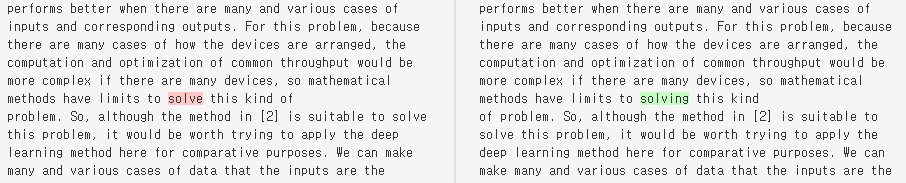 performs better when there are many and various cases of
inputs and corresponding outputs. For this problem, because
there are many cases of how the devices are arranged, the
computation and optimization of common throughput would be
more complex if there are many devices, so mathematical
methods have limits to solve this kind of
problem. So, although the method in [2] is suitable to solve
this problem, it would be worth trying to apply the deep
learning method here for comparative purposes. We can make
many and various cases of data that the inputs are the
performs better when there are many and various cases of
inputs and corresponding outputs. For this problem, because
there are many cases of how the devices are arranged, the
computation and optimization of common throughput would be
more complex if there are many devices, so mathematical
methods have limits to solving this kind
of problem. So, although the method in [2] is suitable to
solve this problem, it would be worth trying to apply the
deep learning method here for comparative purposes. We can
make many and various cases of data that the inputs are the